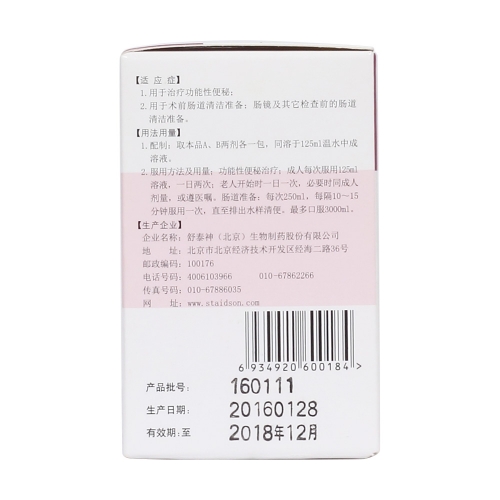 【适 应 症】
1.用于治疗功能性便秘;
2.用于术前肠道清洁准备;肠镜及其它检查前的肠道
清洁准备。
【用法用量】
1.配制:取本品A、B两剂各一包,同溶于125ml温水中成
溶液。
2.服用方法及用量:功能性便秘治疗:成人每次服用125ml
溶液,一日两次;老人开始时一日一次,必要时同成人
剂量,或遵医嘱。肠道准备:每次250ml,每隔10～15
分钟服用一次,直至排出水样清便。最多口服3000ml。
【生产企业】
企业名称:舒泰神(北京)生物制药股份有限公司
地 址:北京市北京经济技术开发区经海二路36号
邮政编码:100176
电话号码:4006103966 010-67862266
传真号码:010-67886035
网 址:www.staidson.com
6 934920 600184 >
产品批号: 160111
生产日期: 20160128
有效期:至 2018年12月